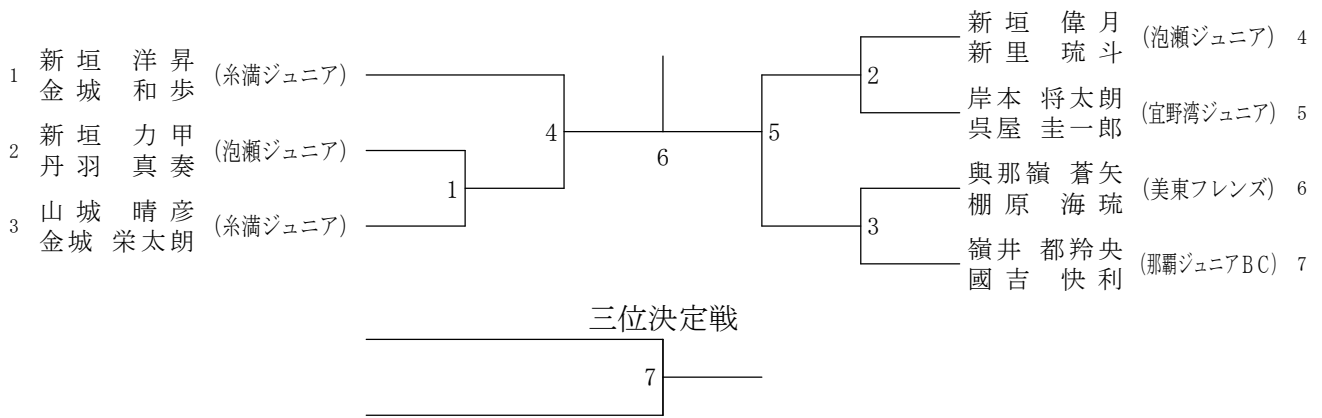 1 新垣 洋昇 (糸満ジュニア)
金城 和歩
2 新垣 力甲 (泡瀬ジュニア)
丹羽 真奏
3 山城 晴彦 (糸満ジュニア)
金城 栄太朗
1
4
6
5
2
3
新垣 偉月 (泡瀬ジュニア) 4
新里 琉斗
岸本 将太朗 (宜野湾ジュニア) 5
呉屋 圭一郎
與那嶺 蒼矢 (美東フレンズ) 6
棚原 海琉
嶺井 都羚央 (那覇ジュニアBC) 7
國吉 快利
三位決定戦
7